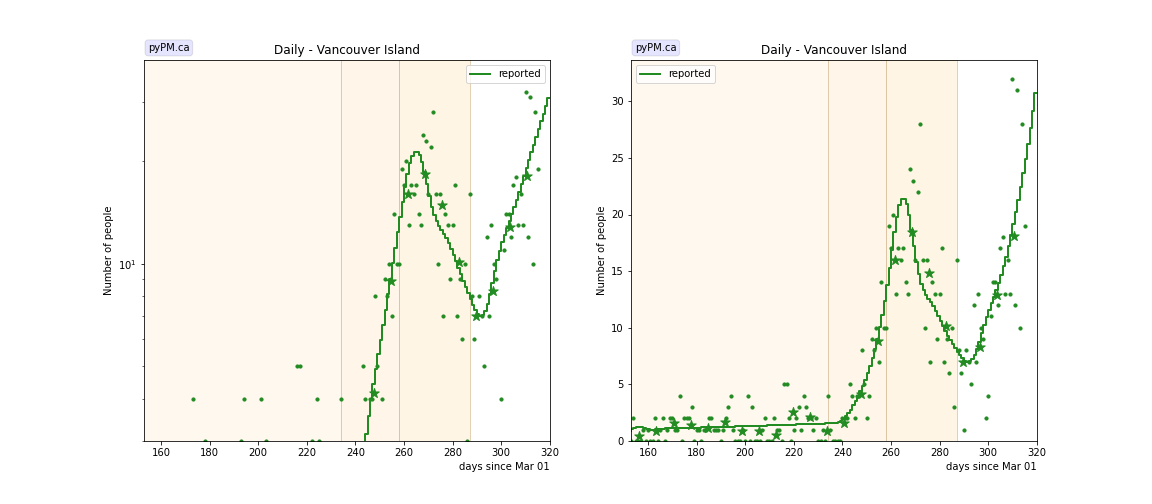 pyPM.ca
Daily - Vancouver Island
reported
Number of people
10¹
160 180 200 220 240 260 280 300 320
days since Mar 01
pyPM.ca
Daily - Vancouver Island
reported
Number of people
30
25
20
15
10
5
0
160 180 200 220 240 260 280 300 320
days since Mar 01